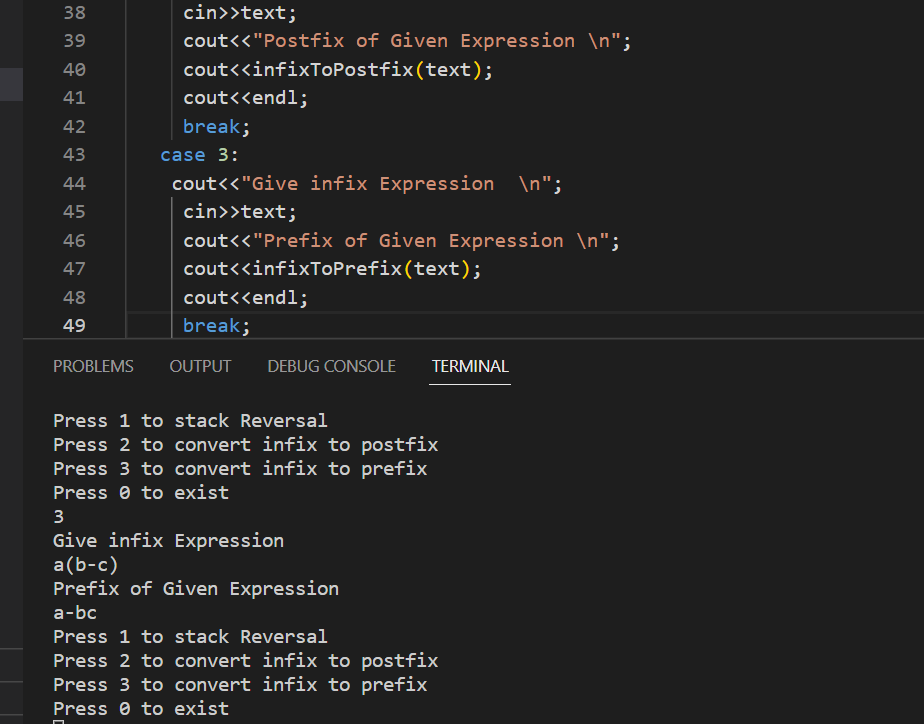 38 cin>>text;
39 cout<<"Postfix of Given Expression \n";
40 cout<<infixToPostfix(text);
41 cout<<endl;
42 break;
43 case 3:
44 cout<<"Give infix Expression  \n";
45 cin>>text;
46 cout<<"Prefix of Given Expression \n";
47 cout<<infixToPrefix(text);
48 cout<<endl;
49 break;
PROBLEMS OUTPUT DEBUG CONSOLE TERMINAL
Press 1 to stack Reversal
Press 2 to convert infix to postfix
Press 3 to convert infix to prefix
Press 0 to exist
3
Give infix Expression
a(b-c)
Prefix of Given Expression
a-bc
Press 1 to stack Reversal
Press 2 to convert infix to postfix
Press 3 to convert infix to prefix
Press 0 to exist